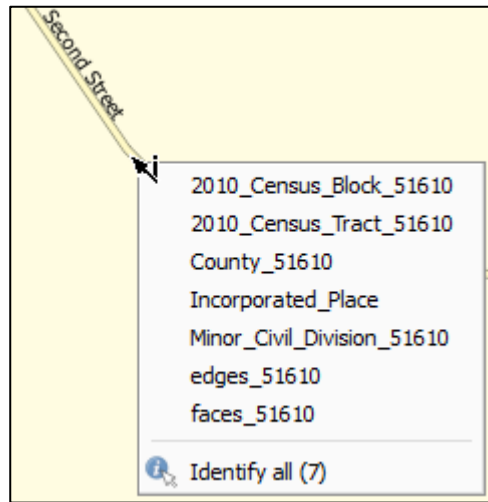 Second Street
2010_Census_Block_51610
2010_Census_Tract_51610
County_51610
Incorporated_Place
Minor_Civil_Division_51610
edges_51610
faces_51610
Identify all (7)